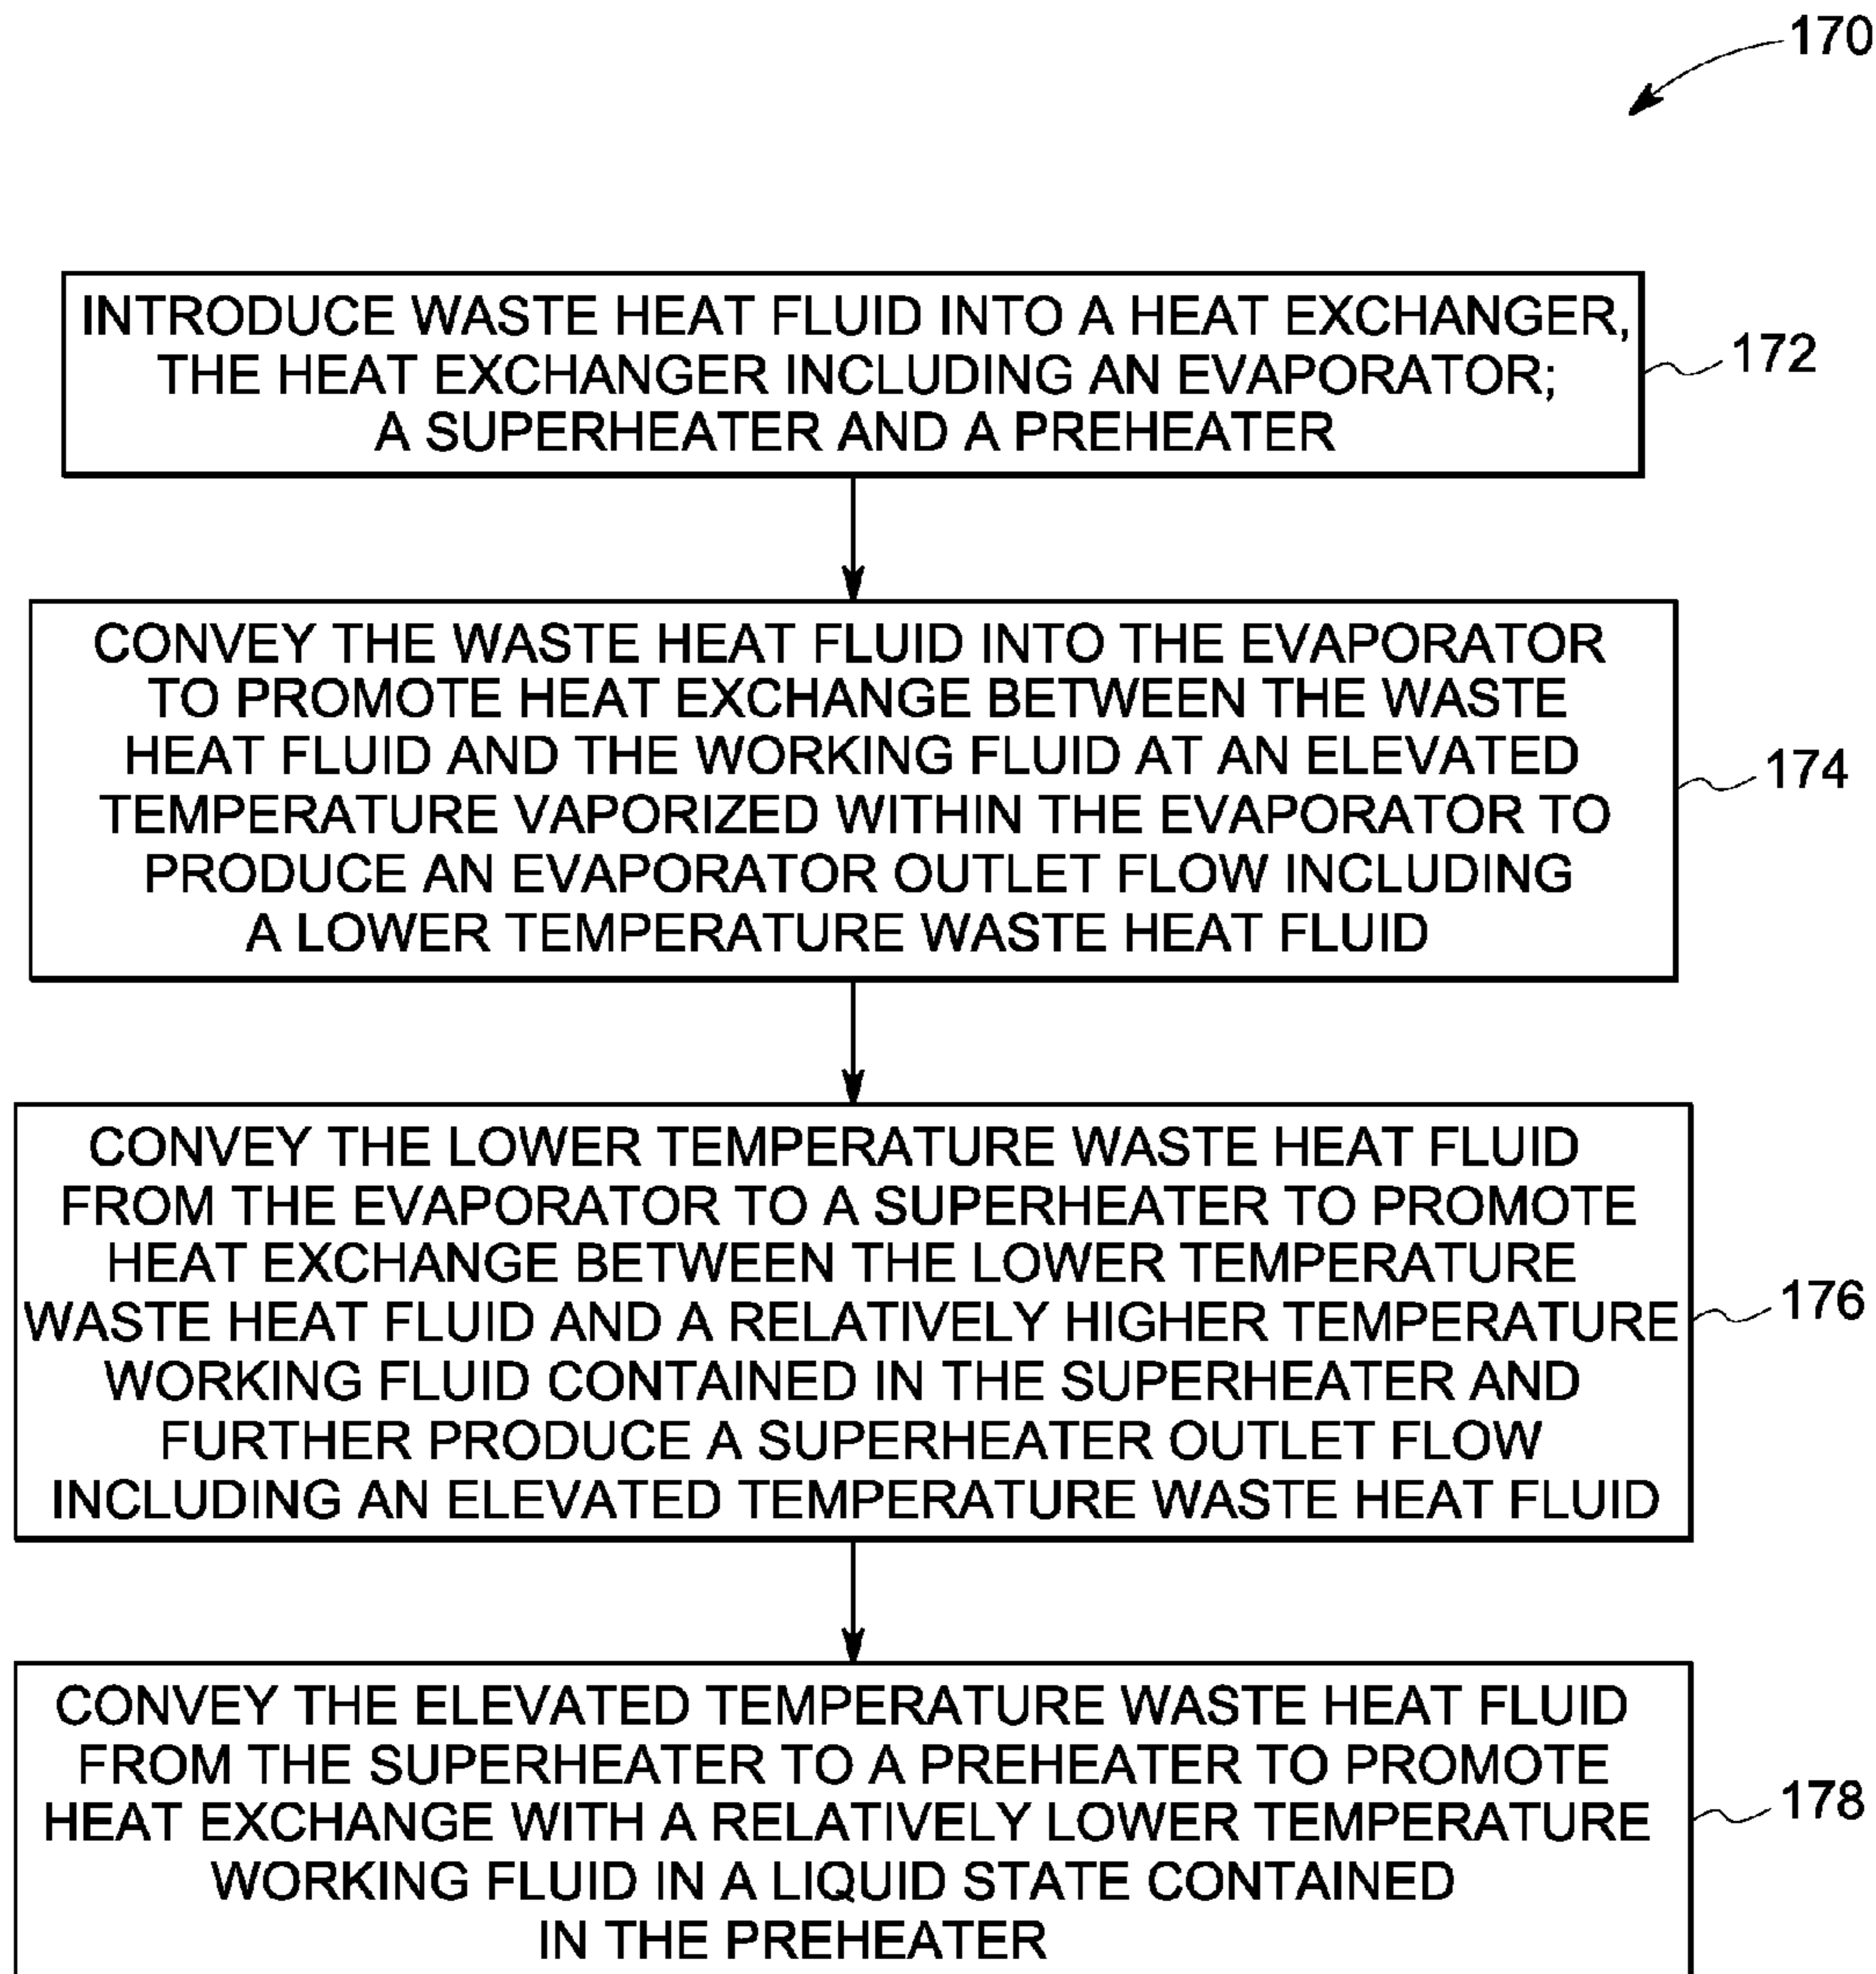 170
INTRODUCE WASTE HEAT FLUID INTO A HEAT EXCHANGER,
THE HEAT EXCHANGER INCLUDING AN EVAPORATOR;
A SUPERHEATER AND A PREHEATER
172
CONVEY THE WASTE HEAT FLUID INTO THE EVAPORATOR
TO PROMOTE HEAT EXCHANGE BETWEEN THE WASTE
HEAT FLUID AND THE WORKING FLUID AT AN ELEVATED
TEMPERATURE VAPORIZED WITHIN THE EVAPORATOR TO
PRODUCE AN EVAPORATOR OUTLET FLOW INCLUDING
A LOWER TEMPERATURE WASTE HEAT FLUID
174
CONVEY THE LOWER TEMPERATURE WASTE HEAT FLUID
FROM THE EVAPORATOR TO A SUPERHEATER TO PROMOTE
HEAT EXCHANGE BETWEEN THE LOWER TEMPERATURE
WASTE HEAT FLUID AND A RELATIVELY HIGHER TEMPERATURE
WORKING FLUID CONTAINED IN THE SUPERHEATER AND
FURTHER PRODUCE A SUPERHEATER OUTLET FLOW
INCLUDING AN ELEVATED TEMPERATURE WASTE HEAT FLUID
176
CONVEY THE ELEVATED TEMPERATURE WASTE HEAT FLUID
FROM THE SUPERHEATER TO A PREHEATER TO PROMOTE
HEAT EXCHANGE WITH A RELATIVELY LOWER TEMPERATURE
WORKING FLUID IN A LIQUID STATE CONTAINED
IN THE PREHEATER
178